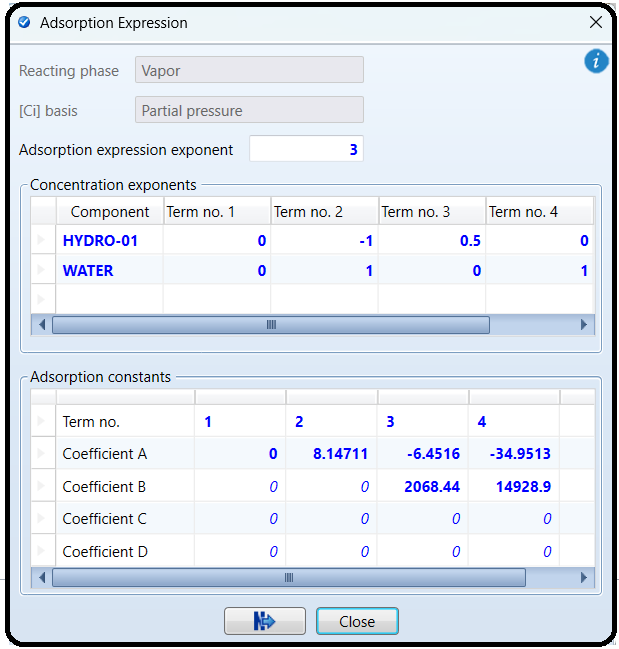 Adsorption Expression
Reacting phase Vapor
[Ci] basis Partial pressure
Adsorption expression exponent 3
Concentration exponents
Component Term no. 1 Term no. 2 Term no. 3 Term no. 4
HYDRO-01 0 -1 0.5 0
WATER 0 1 0 1
Adsorption constants
Term no. 1 2 3 4
Coefficient A 0 8.14711 -6.4516 -34.9513
Coefficient B 0 0 2068.44 14928.9
Coefficient C 0 0 0 0
Coefficient D 0 0 0 0
N Close